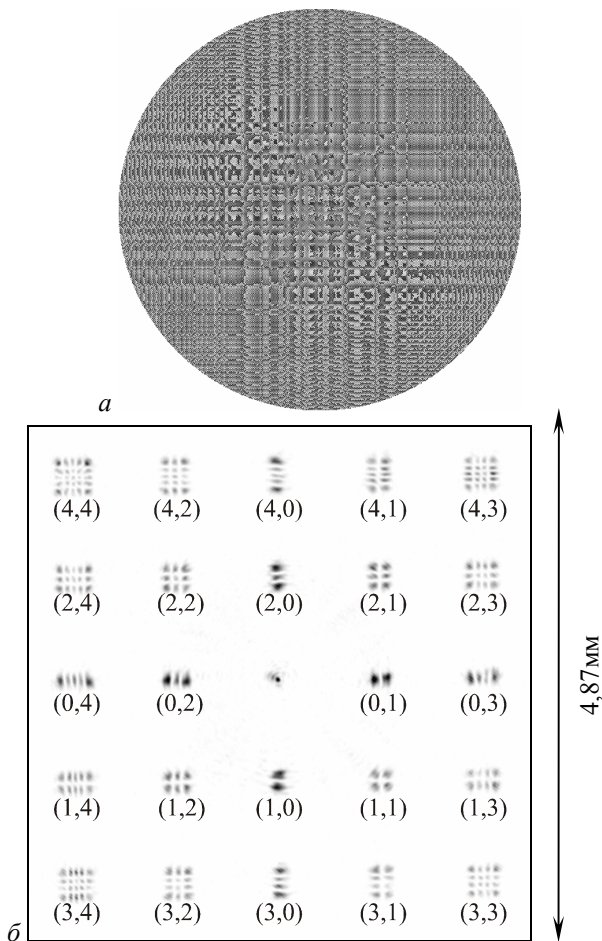 а
(4,4) (4,2) (4,0) (4,1) (4,3)
(2,4) (2,2) (2,0) (2,1) (2,3)
(0,4) (0,2) (0,1) (0,3)
4,87мм
(1,4) (1,2) (1,0) (1,1) (1,3)
(3,4) (3,2) (3,0) (3,1) (3,3)
б